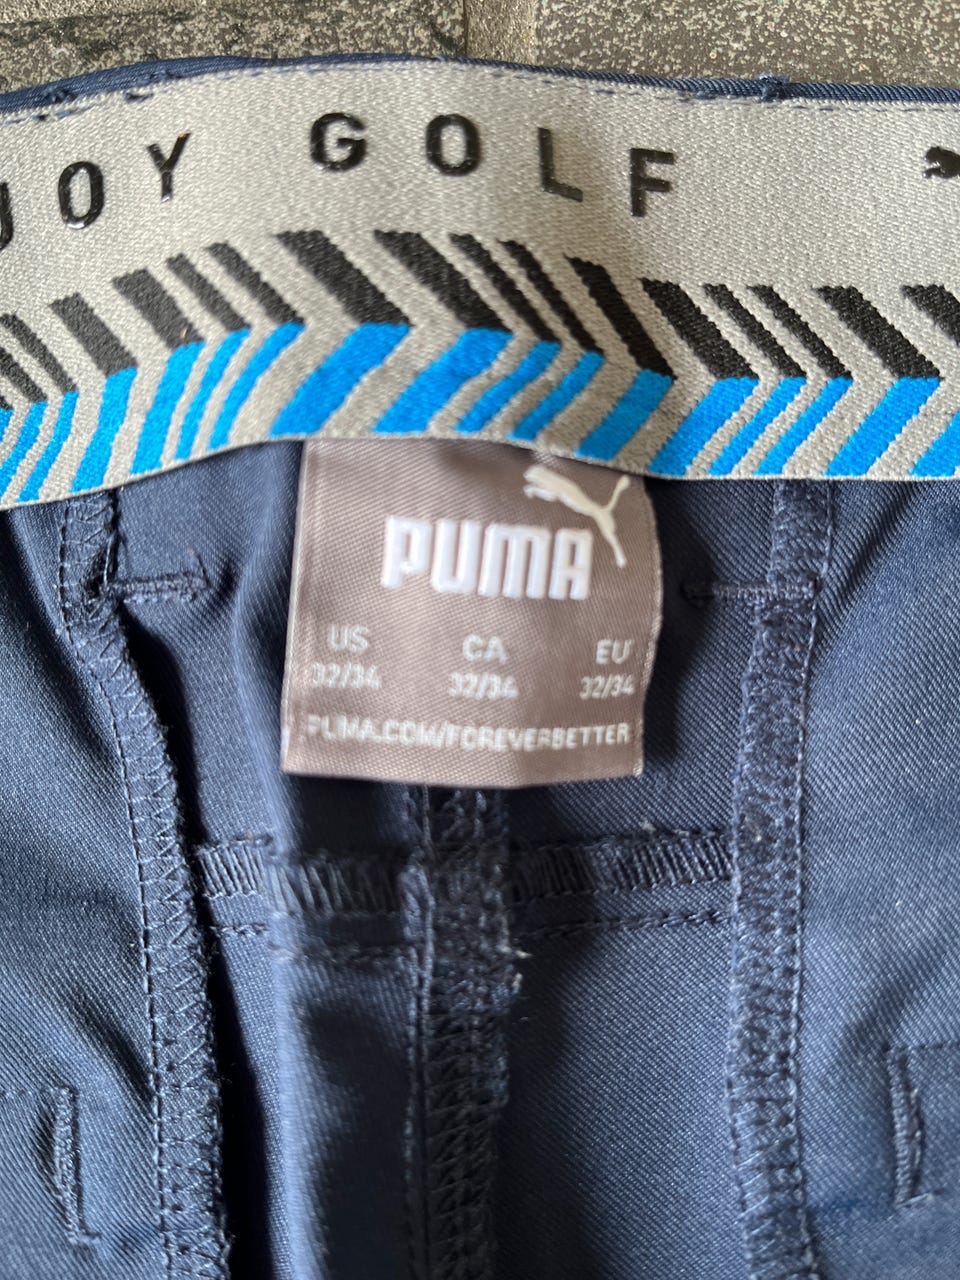 JOY GOLF
PUMA
US CA EU
32/34 32/34 32/34
PUMA.COM/FOREVERBETTER